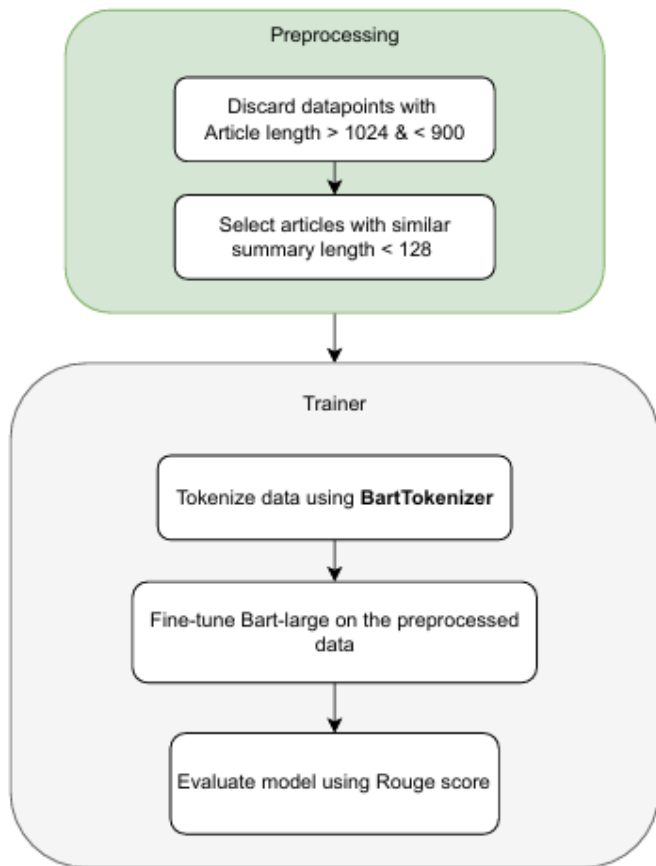 Preprocessing
Discard datapoints with
Article length > 1024 & < 900
Select articles with similar
summary length < 128
Trainer
Tokenize data using BartTokenizer
Fine-tune Bart-large on the preprocessed
data
Evaluate model using Rouge score